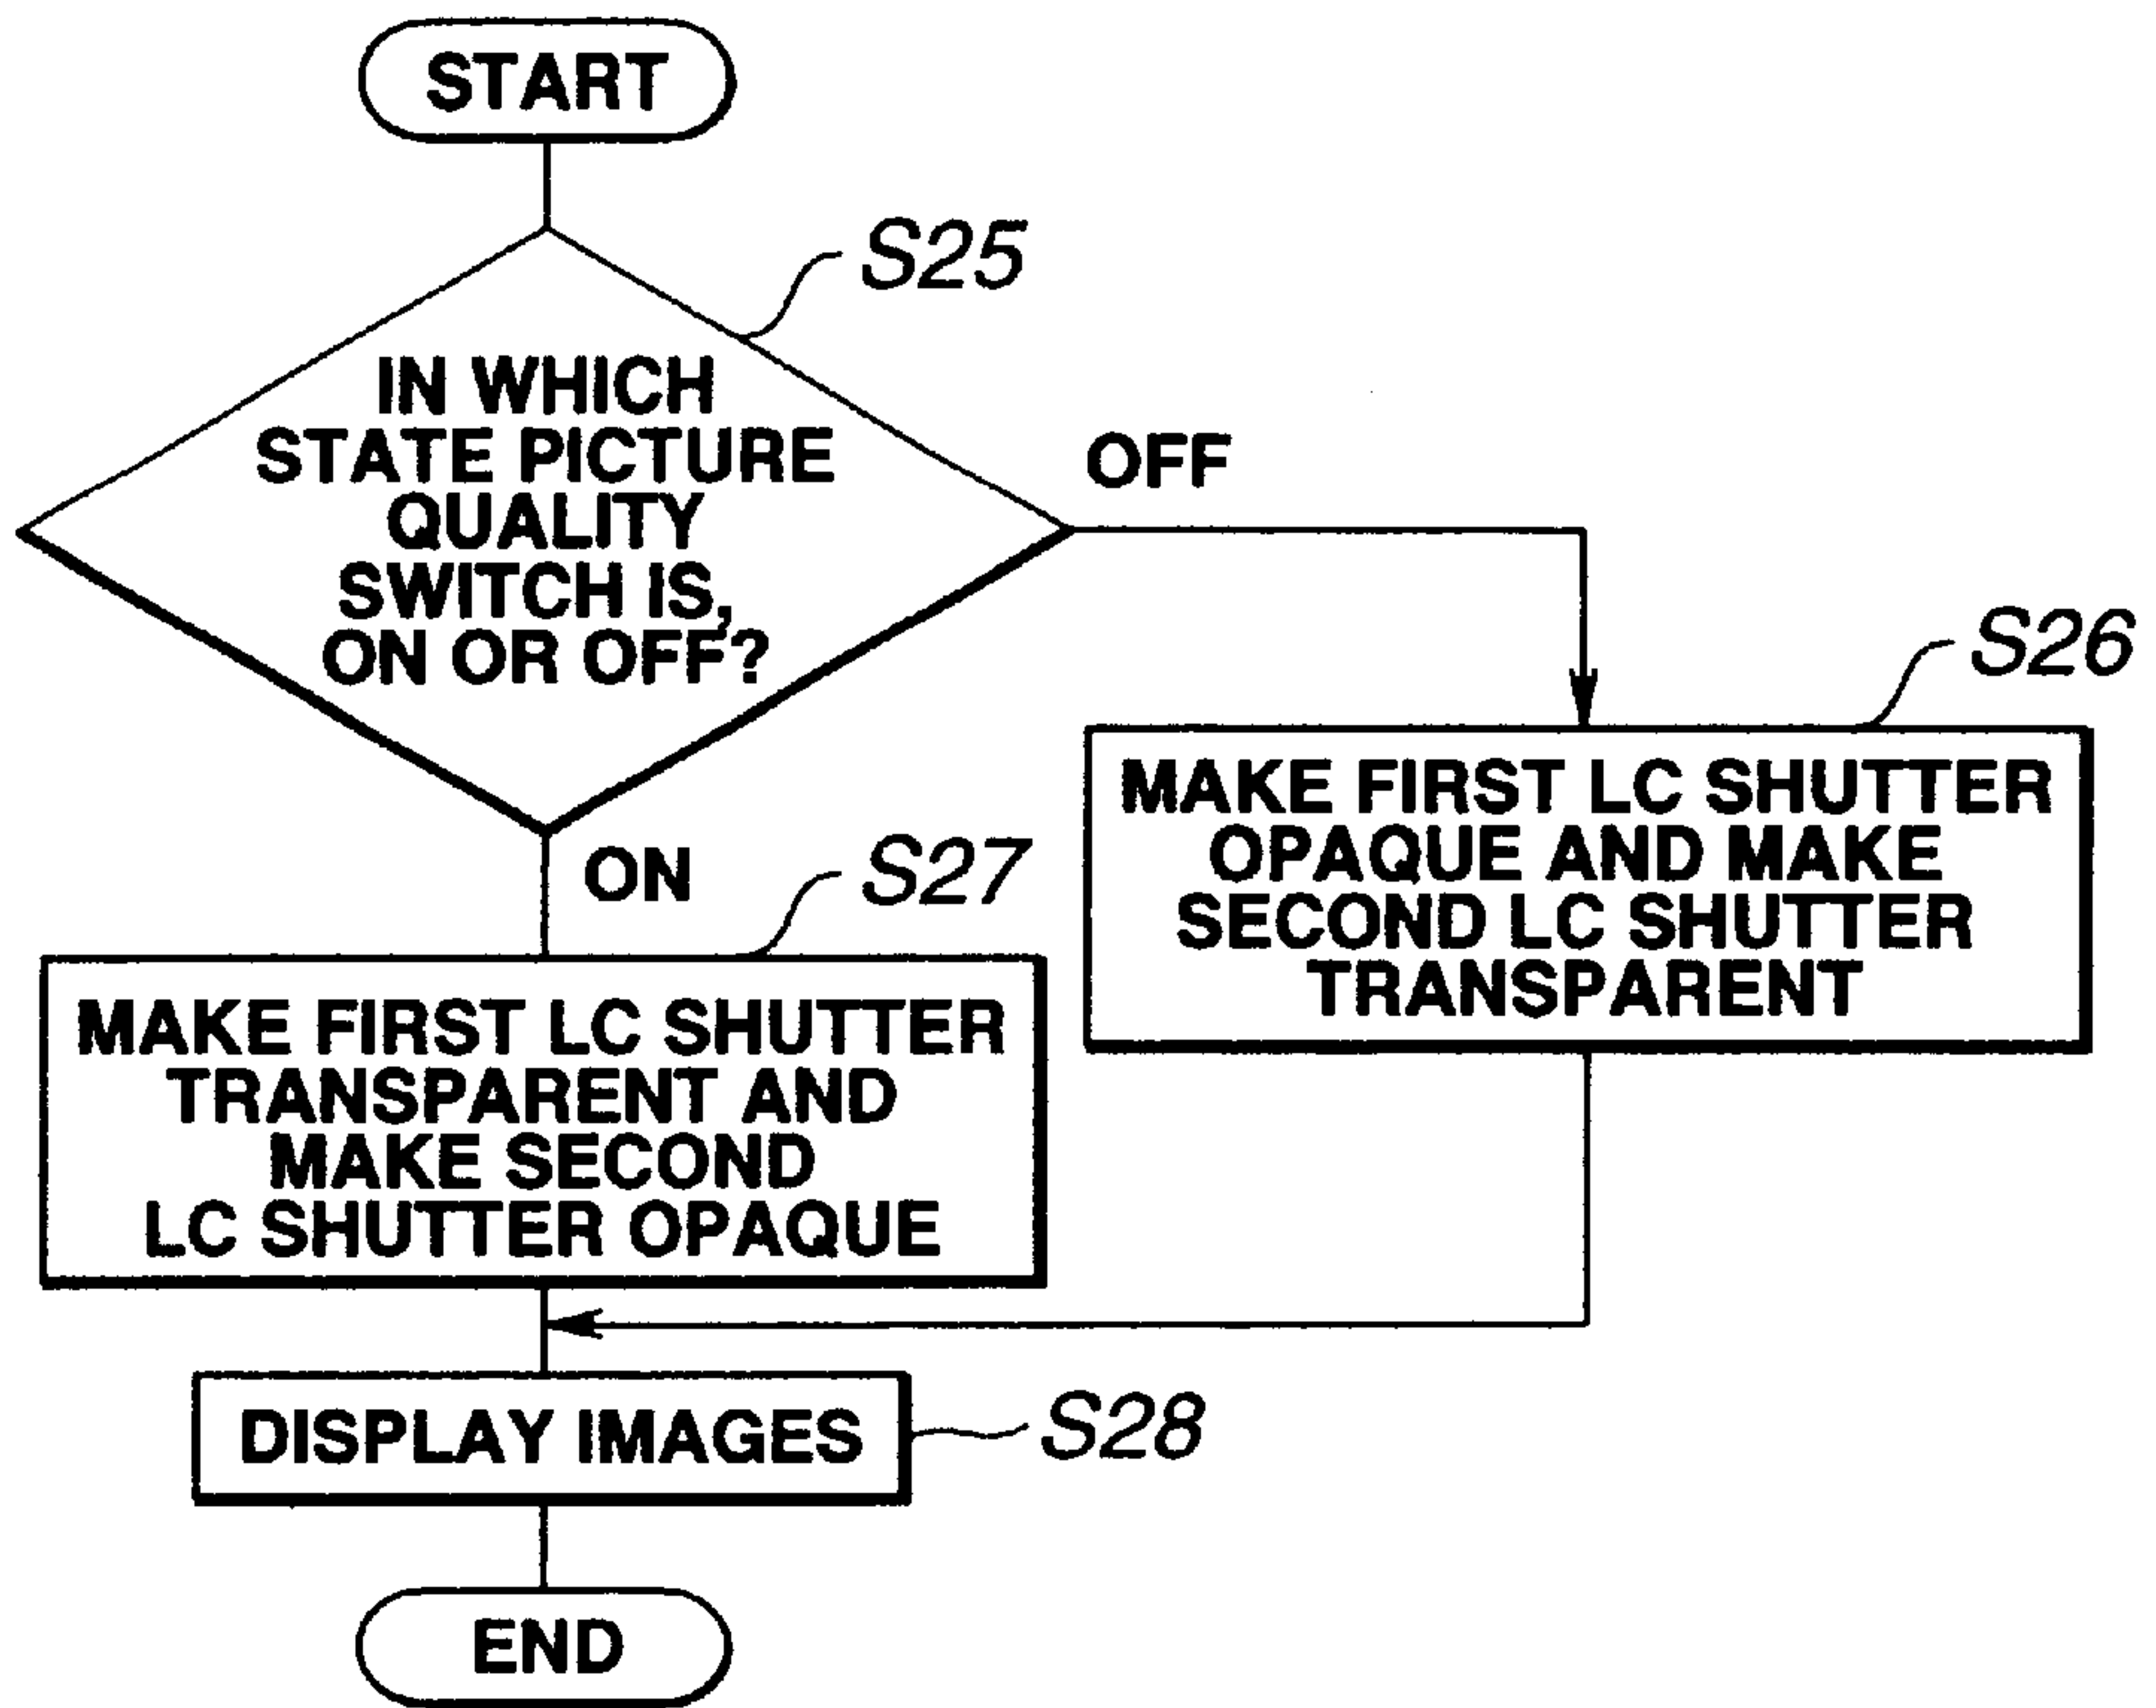 START
S25
IN WHICH
STATE PICTURE
QUALITY
SWITCH IS,
ON OR OFF?
OFF
S26
MAKE FIRST LC SHUTTER
OPAQUE AND MAKE
SECOND LC SHUTTER
TRANSPARENT
ON
S27
MAKE FIRST LC SHUTTER
TRANSPARENT AND
MAKE SECOND
LC SHUTTER OPAQUE
DISPLAY IMAGES
S28
END